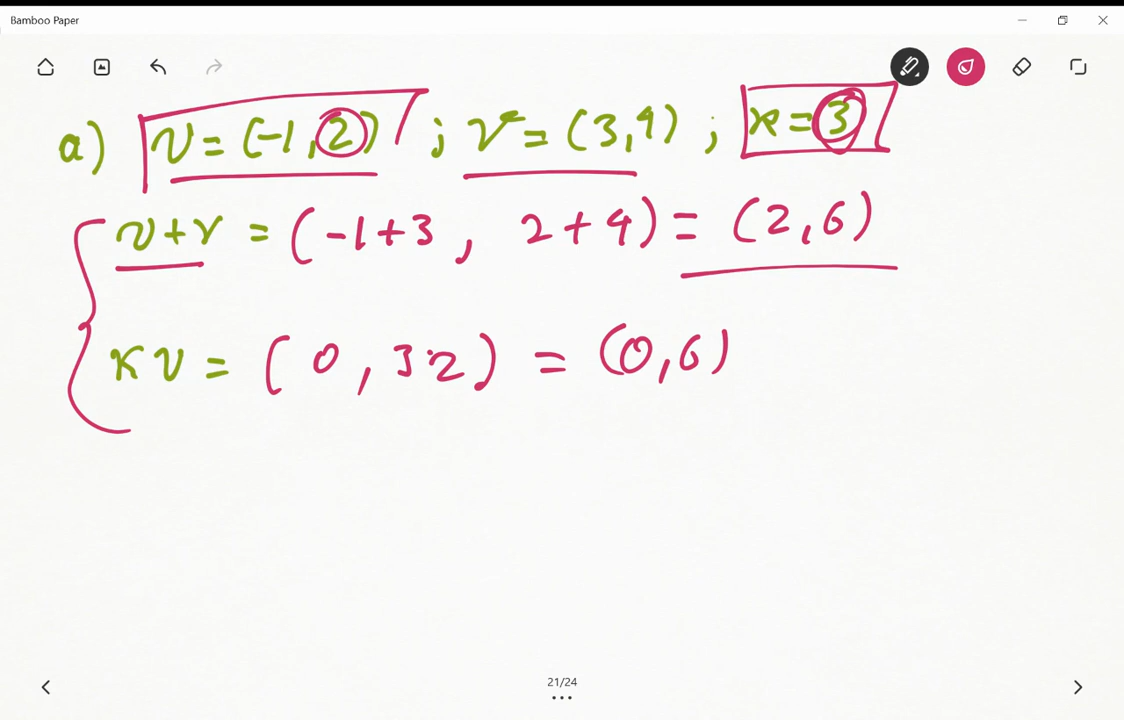 Bamboo Paper
a) u = (-1, 2) ; v = (3, 4) ; k = 3
u + v = (-1+3, 2+4) = (2, 6)
k u = (0, 3·2) = (0, 6)
21/24